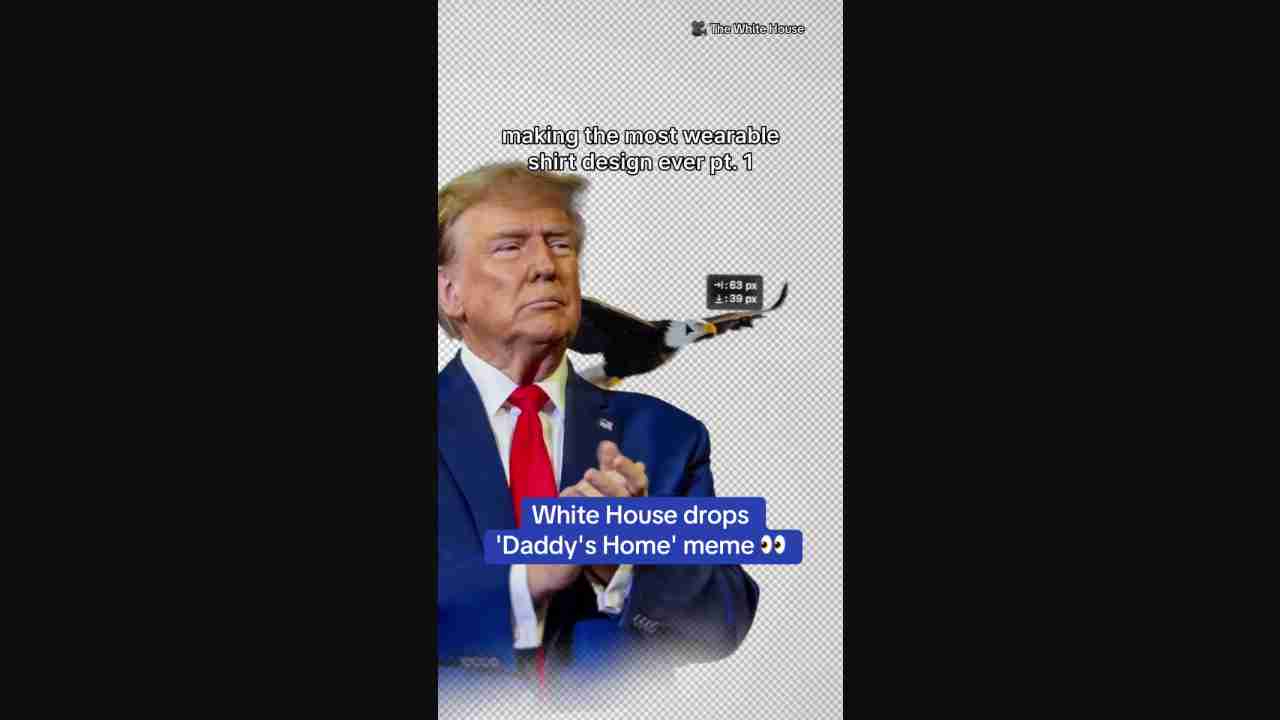 🎥 The White House
making the most wearable
shirt design ever pt. 1
→I: 63 px
⤓: 39 px
White House drops
'Daddy's Home' meme 👀